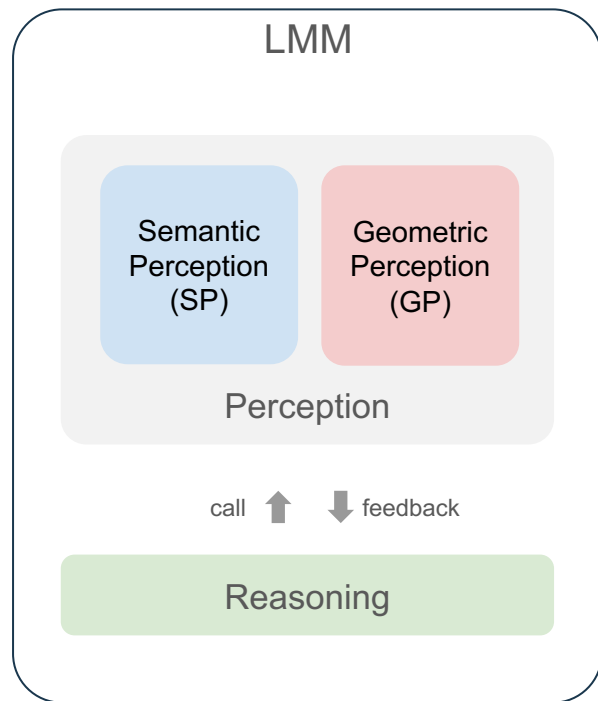 LMM
Semantic
Perception
(SP)
Geometric
Perception
(GP)
Perception
call
feedback
Reasoning